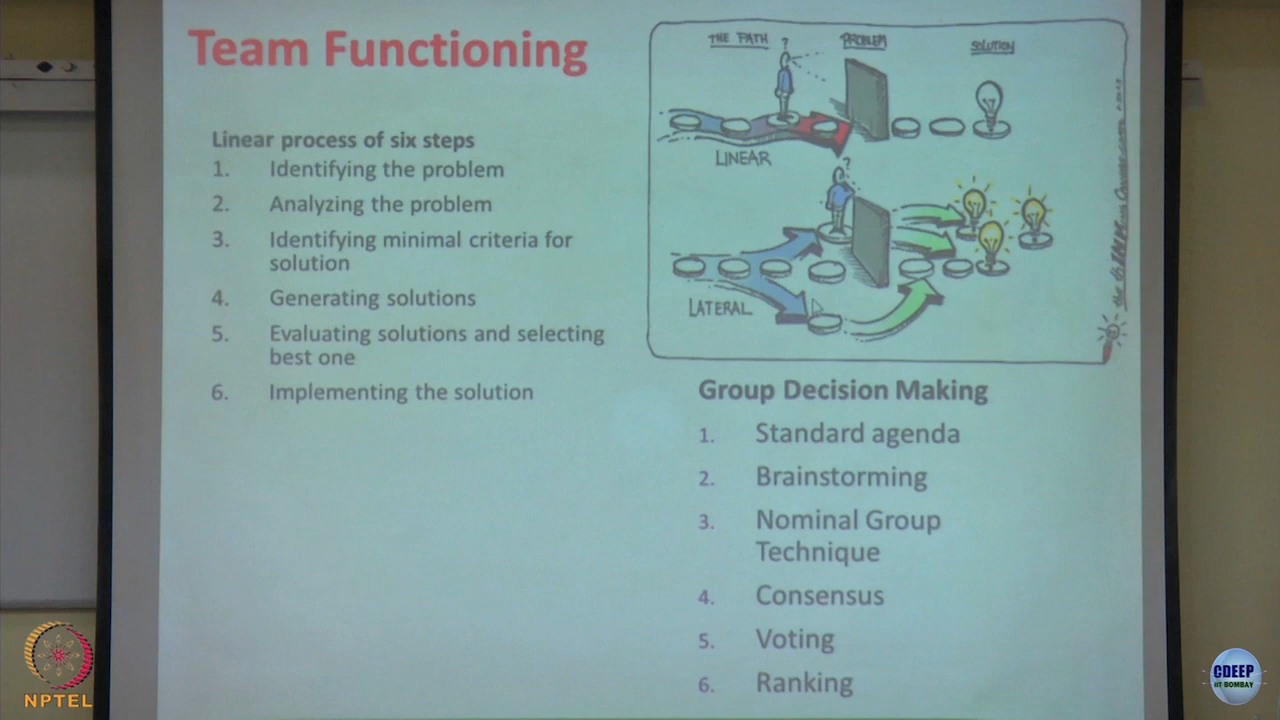 Team Functioning
Linear process of six steps
1. Identifying the problem
2. Analyzing the problem
3. Identifying minimal criteria for
solution
4. Generating solutions
5. Evaluating solutions and selecting
best one
6. Implementing the solution
THE PATH
?
PROBLEM
SOLUTION
LINEAR
?
LATERAL
Group Decision Making
1. Standard agenda
2. Brainstorming
3. Nominal Group
Technique
4. Consensus
5. Voting
6. Ranking
NPTEL
CDEEP
IIT BOMBAY